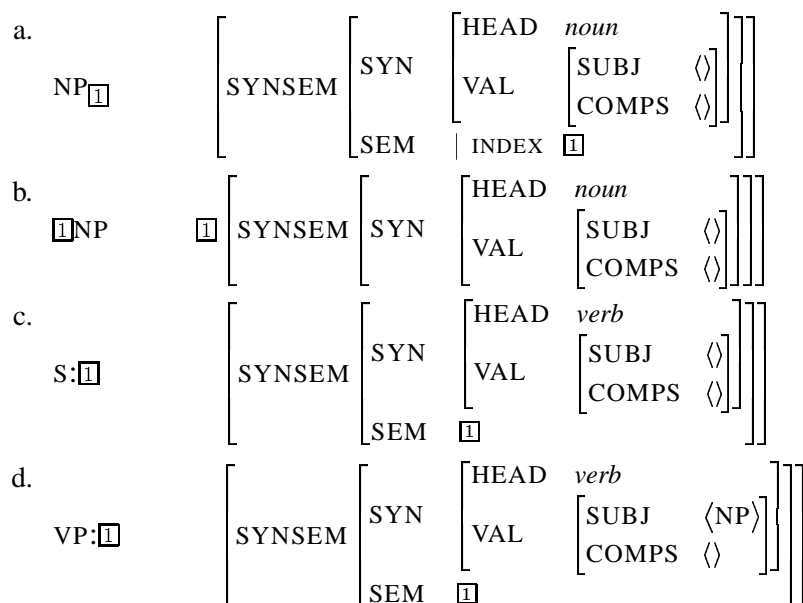 a.
HEAD noun
SYN
SUBJ ⟨⟩
NP1 SYNSEM VAL
COMPS ⟨⟩
SEM | INDEX 1
b.
HEAD noun
1NP 1 SYNSEM SYN
SUBJ ⟨⟩
VAL
COMPS ⟨⟩
c.
HEAD verb
SYN
SUBJ ⟨⟩
S:1 SYNSEM VAL
COMPS ⟨⟩
SEM 1
d.
HEAD verb
SYN
SUBJ ⟨NP⟩
VP:1 SYNSEM VAL
COMPS ⟨⟩
SEM 1